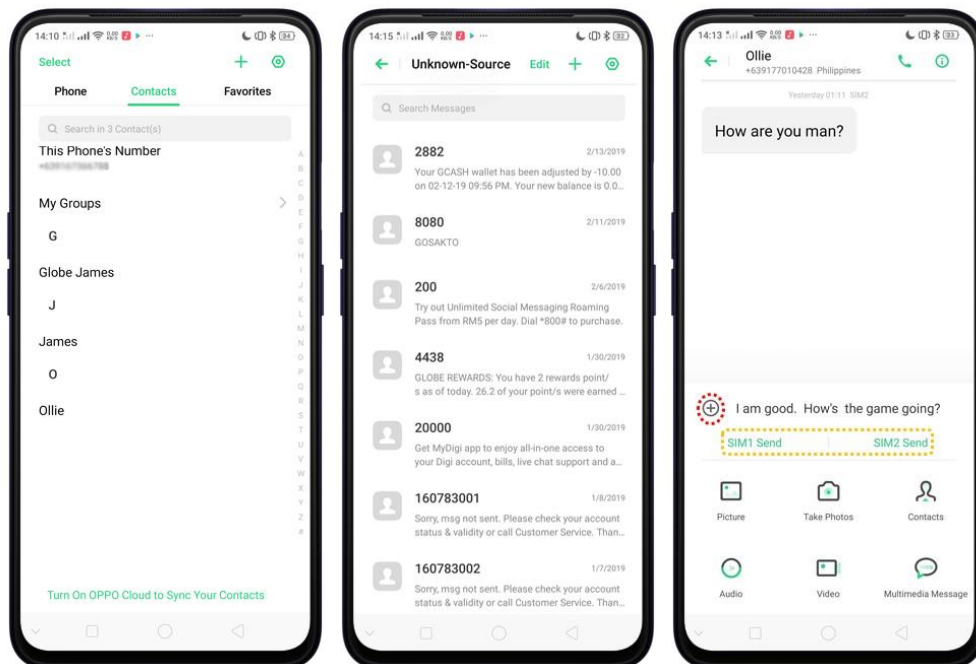 14:10
84
Select
Phone
Contacts
Favorites
Search in 3 Contact(s)
This Phone's Number
My Groups
G
Globe James
J
James
O
Ollie
A
B
C
D
E
F
G
H
I
J
K
L
M
N
O
P
Q
R
S
T
U
V
W
X
Y
Z
#
Turn On OPPO Cloud to Sync Your Contacts
14:15
82
Unknown-Source
Edit
Search Messages
2882 2/13/2019
Your GCASH wallet has been adjusted by -10.00
on 02-12-19 09:56 PM. Your new balance is 0.0...
8080 2/11/2019
GOSAKTO
200 2/6/2019
Try out Unlimited Social Messaging Roaming
Pass from RM5 per day. Dial *800# to purchase.
4438 1/30/2019
GLOBE REWARDS: You have 2 rewards point/
s as of today. 26.2 of your point/s were earned ...
20000 1/30/2019
Get MyDigi app to enjoy all-in-one access to
your Digi account, bills, live chat support and a...
160783001 1/8/2019
Sorry, msg not sent. Please check your account
status & validity or call Customer Service. Than...
160783002 1/7/2019
Sorry, msg not sent. Please check your account
status & validity or call Customer Service. Than...
14:13
83
Ollie
+639177010428 Philippines
Yesterday 01:11 SIM2
How are you man?
I am good. How's the game going?
SIM1 Send
SIM2 Send
Picture
Take Photos
Contacts
Audio
Video
Multimedia Message